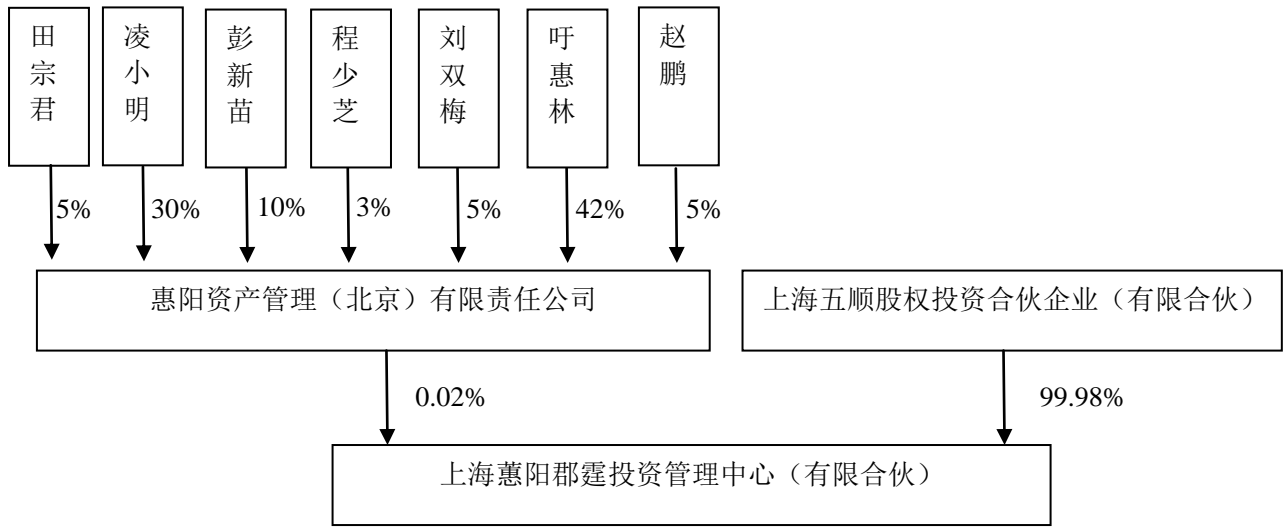 田宗君
凌小明
彭新苗
程少芝
刘双梅
吁惠林
赵鹏
5%
30%
10%
3%
5%
42%
5%
惠阳资产管理（北京）有限责任公司
上海五顺股权投资合伙企业（有限合伙）
0.02%
99.98%
上海蕙阳郡霆投资管理中心（有限合伙）